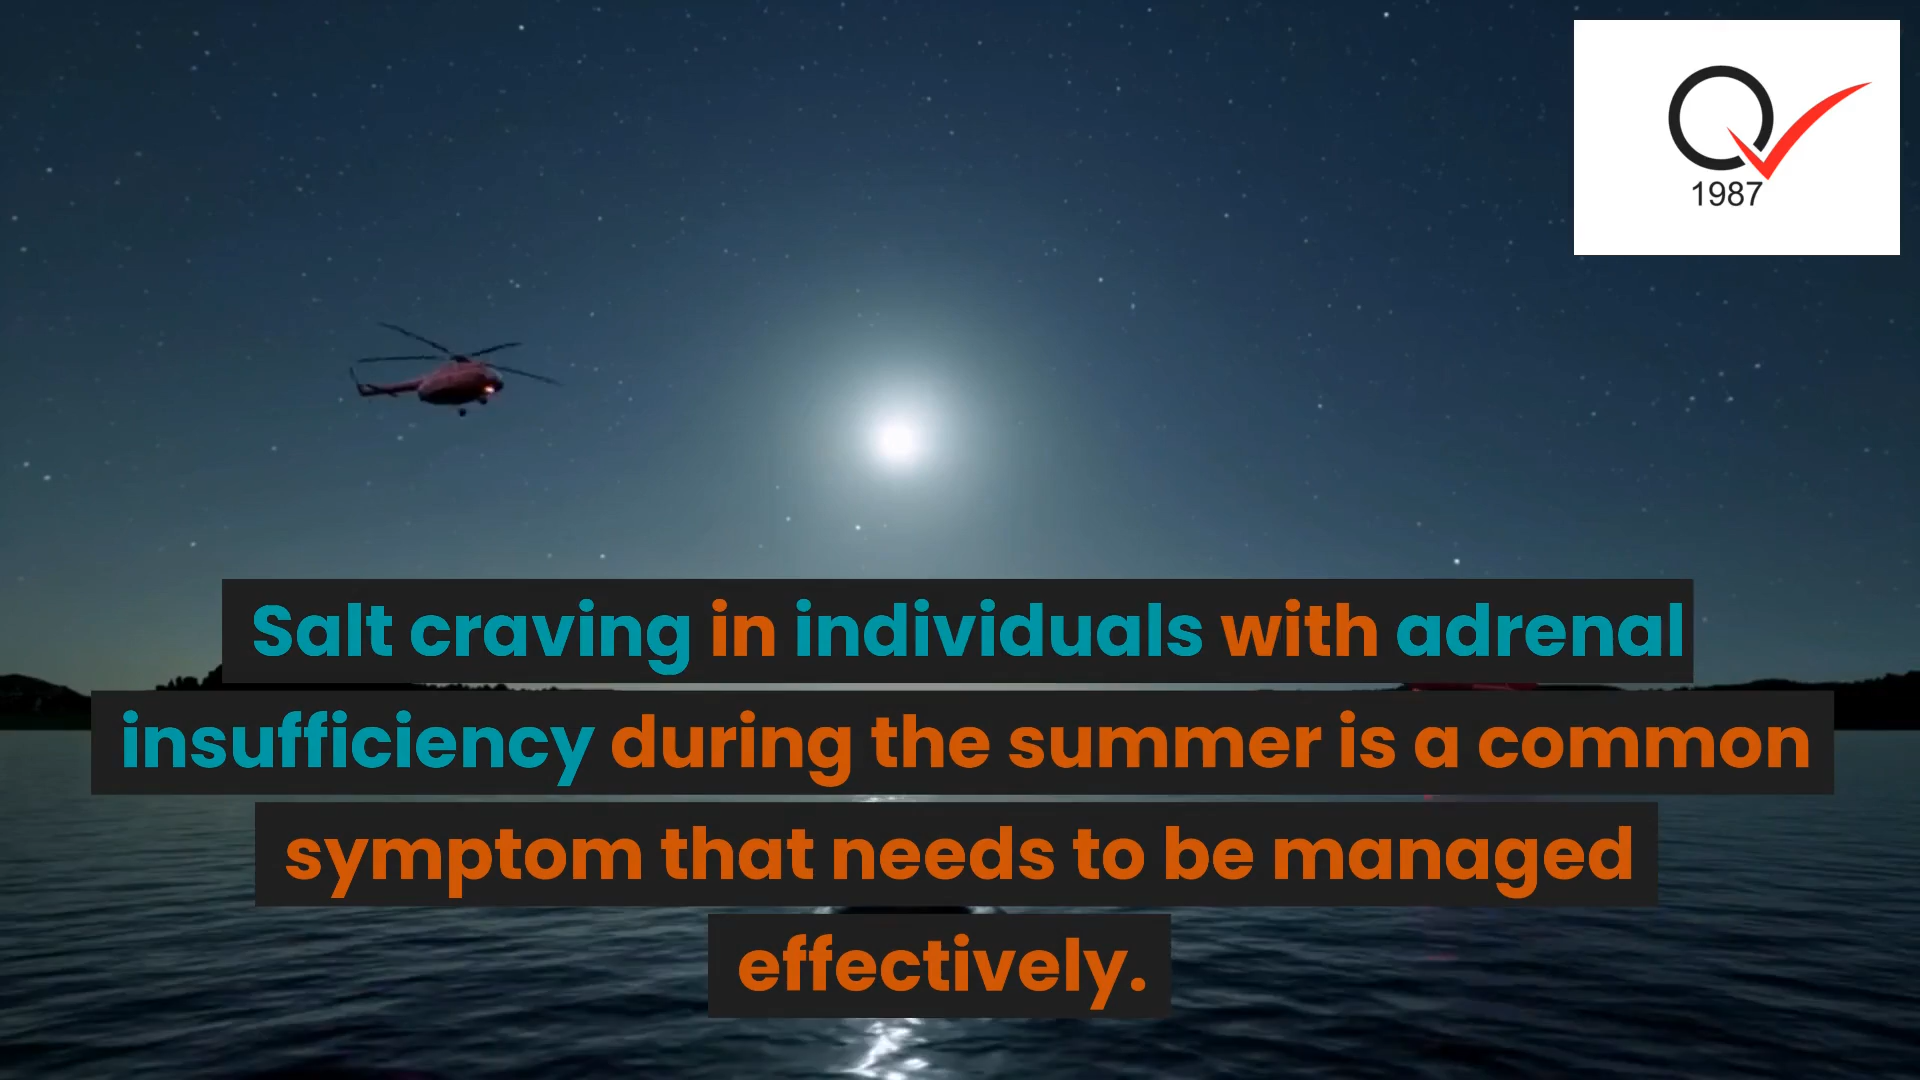 1987
Salt craving in individuals with adrenal
insufficiency during the summer is a common
symptom that needs to be managed
effectively.